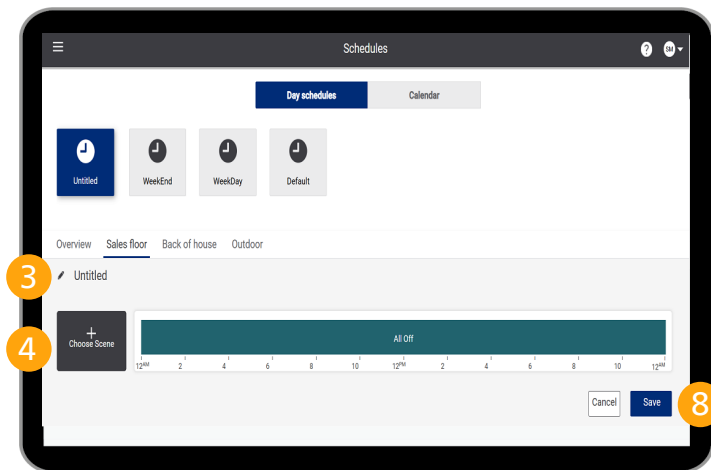 Schedules
? SM
Day schedules Calendar
Untitled WeekEnd WeekDay Default
Overview Sales floor Back of house Outdoor
3 Untitled
4 + Choose Scene
All Off
12AM 2 4 6 8 10 12PM 2 4 6 8 10 12AM
Cancel Save 8